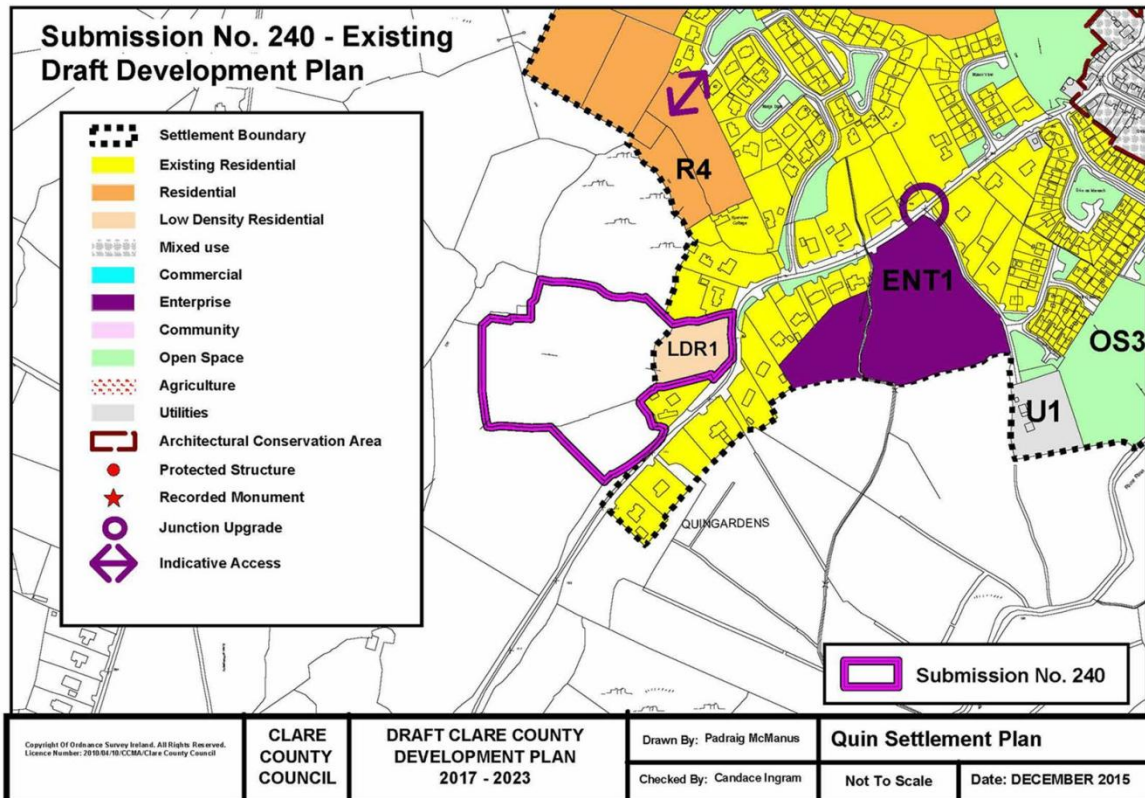 Submission No. 240 - Existing
Draft Development Plan
Settlement Boundary
Existing Residential
Residential
Low Density Residential
Mixed use
Commercial
Enterprise
Community
Open Space
Agriculture
Utilities
Architectural Conservation Area
Protected Structure
Recorded Monument
Junction Upgrade
Indicative Access
R4
ENT1
LDR1
OS3
U1
QUINGARDENS
Submission No. 240
Copyright Of Ordnance Survey Ireland. All Rights Reserved.
Licence Number: 2010/04/10/CCMA/Clare County Council
CLARE
COUNTY
COUNCIL
DRAFT CLARE COUNTY
DEVELOPMENT PLAN
2017 - 2023
Drawn By: Padraig McManus
Checked By: Candace Ingram
Quin Settlement Plan
Not To Scale
Date: DECEMBER 2015